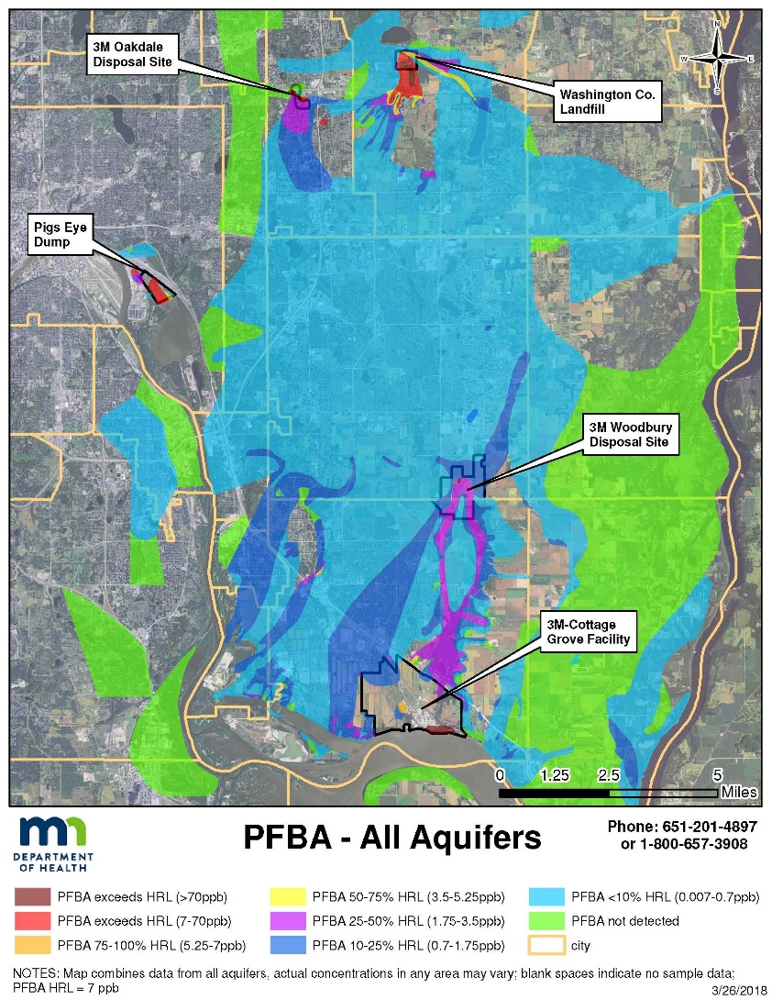 3M Oakdale
Disposal Site
N
W
E
S
Washington Co.
Landfill
Pigs Eye
Dump
3M Woodbury
Disposal Site
3M-Cottage
Grove Facility
0 1.25 2.5 5
Miles
mn
DEPARTMENT
OF HEALTH
PFBA - All Aquifers
Phone: 651-201-4897
or 1-800-657-3908
PFBA exceeds HRL (>70ppb)
PFBA exceeds HRL (7-70ppb)
PFBA 75-100% HRL (5.25-7ppb)
PFBA 50-75% HRL (3.5-5.25ppb)
PFBA 25-50% HRL (1.75-3.5ppb)
PFBA 10-25% HRL (0.7-1.75ppb)
PFBA <10% HRL (0.007-0.7ppb)
PFBA not detected
city
NOTES: Map combines data from all aquifers, actual concentrations in any area may vary; blank spaces indicate no sample data;
PFBA HRL = 7 ppb
3/26/2018